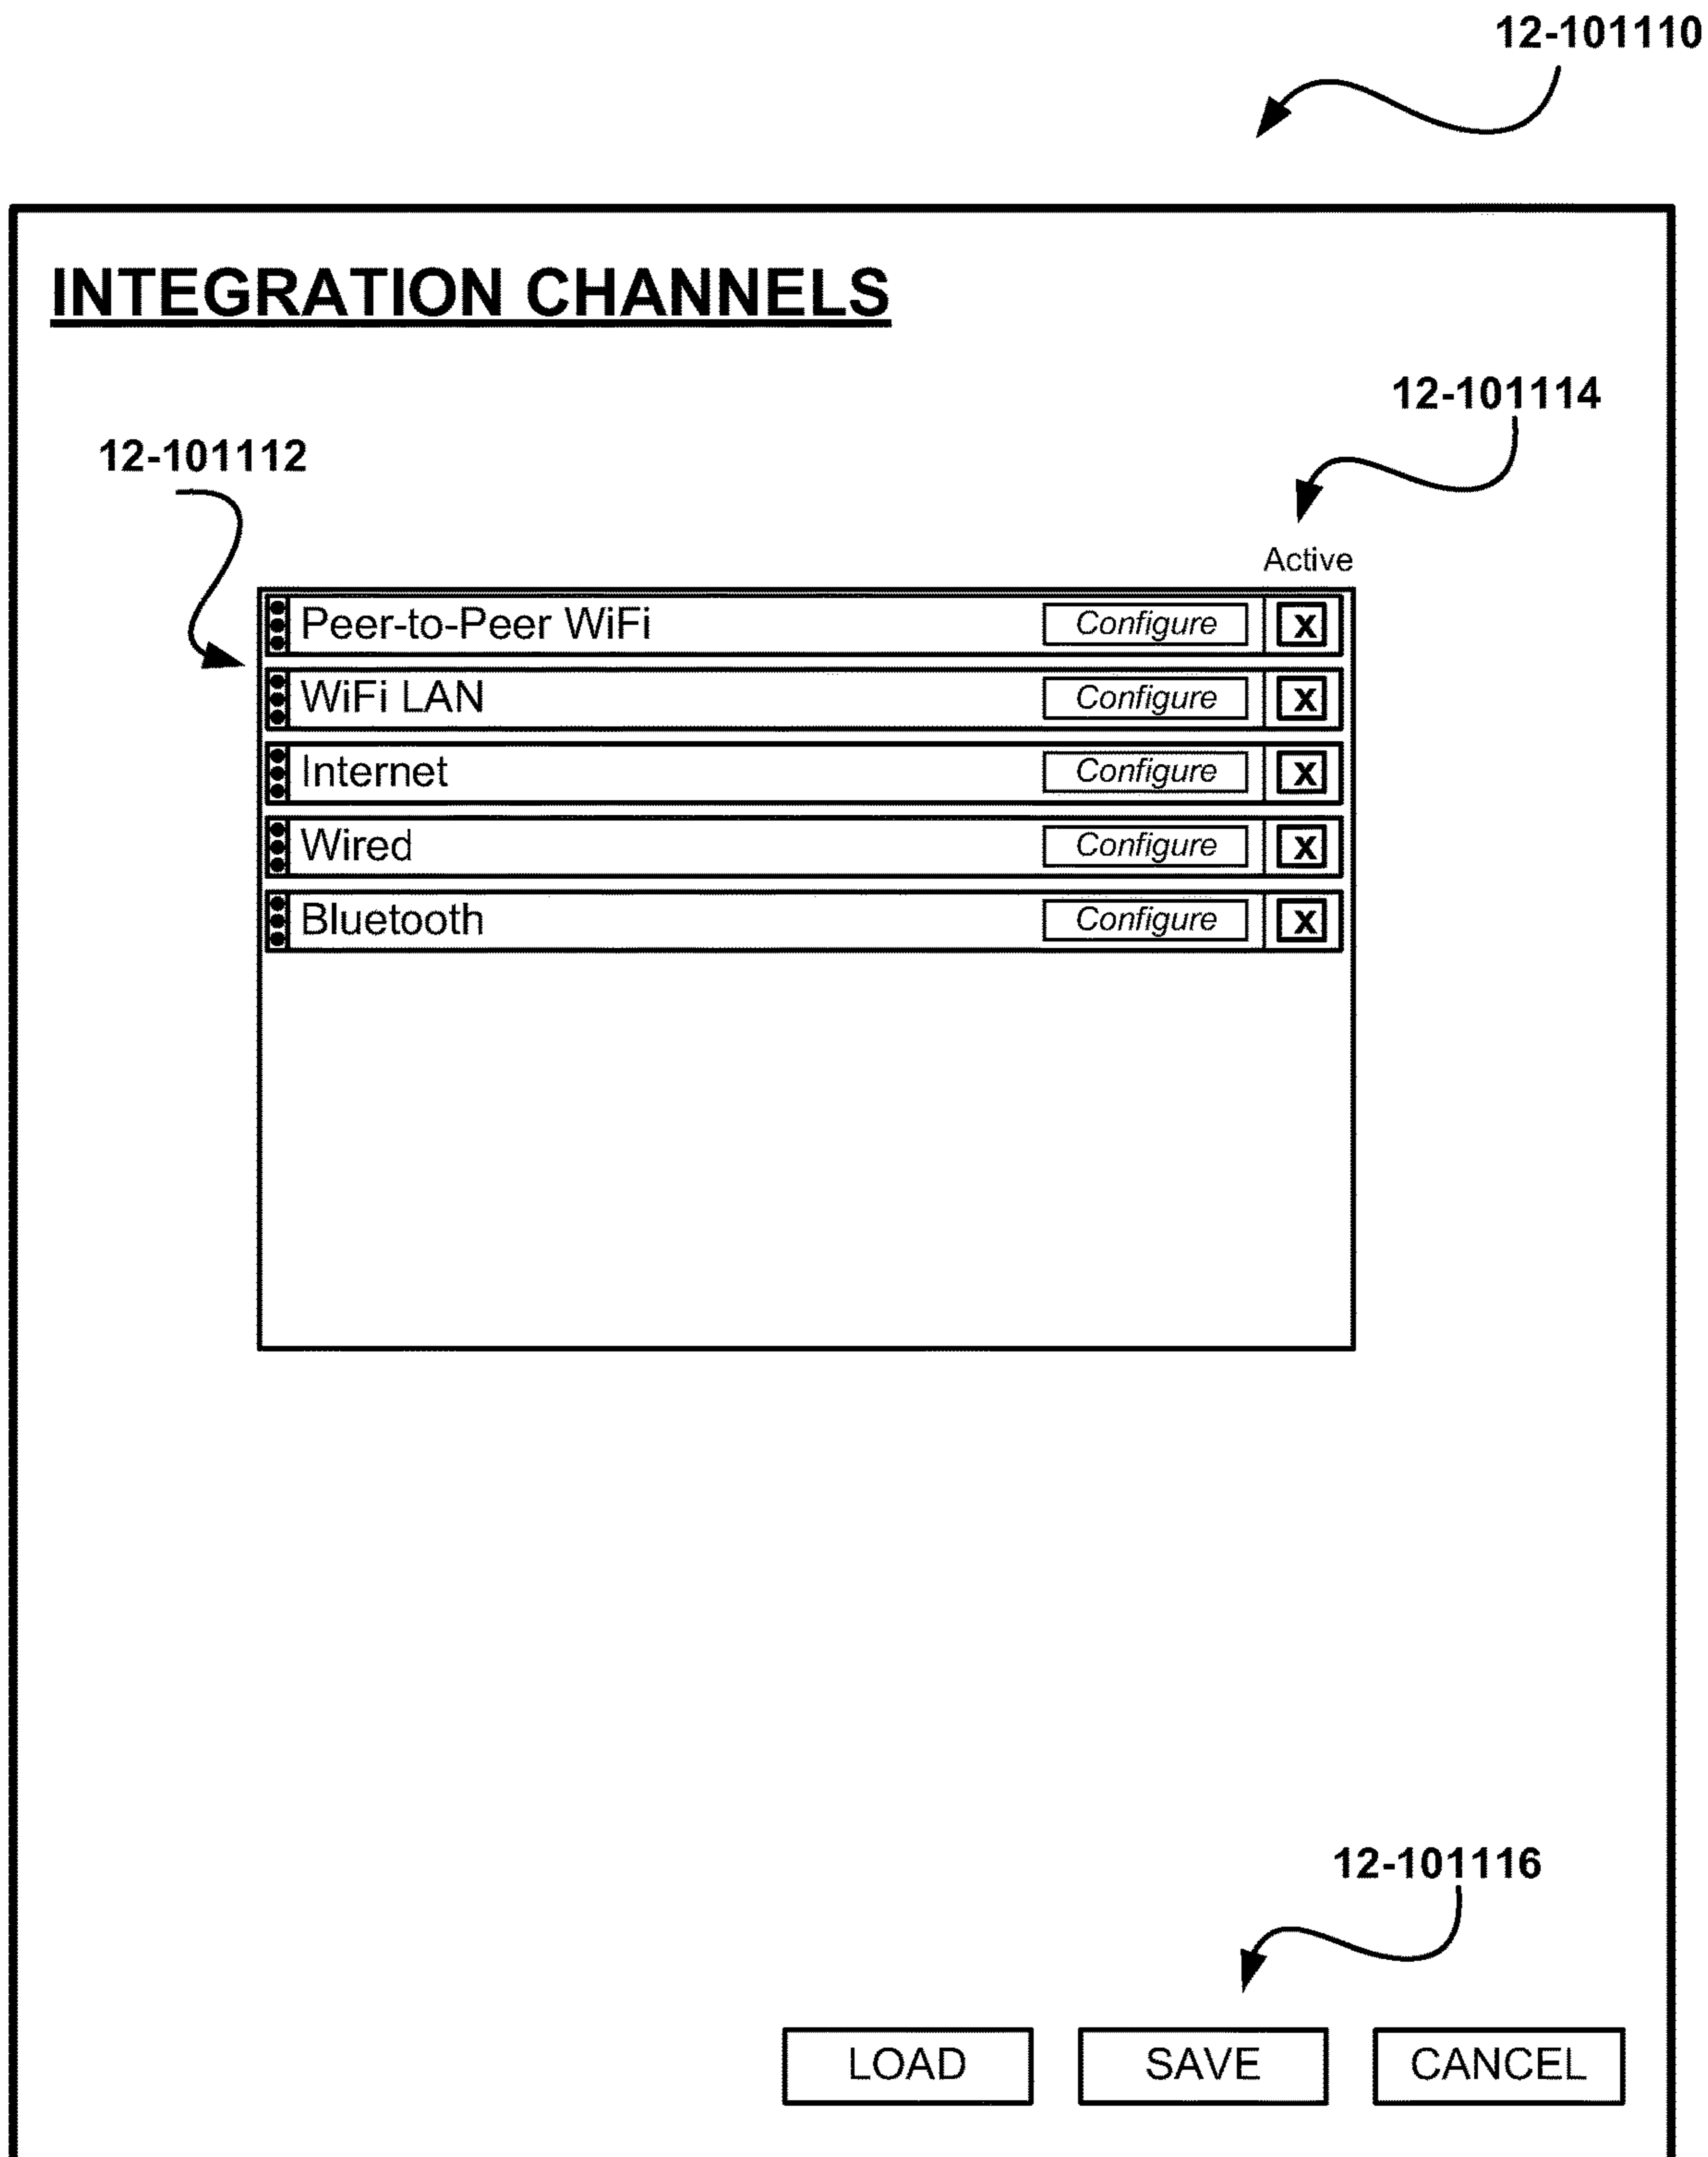 12-101110
INTEGRATION CHANNELS
12-101114
12-101112
Active
Peer-to-Peer WiFi Configure X
WiFi LAN Configure X
Internet Configure X
Wired Configure X
Bluetooth Configure X
12-101116
LOAD SAVE CANCEL